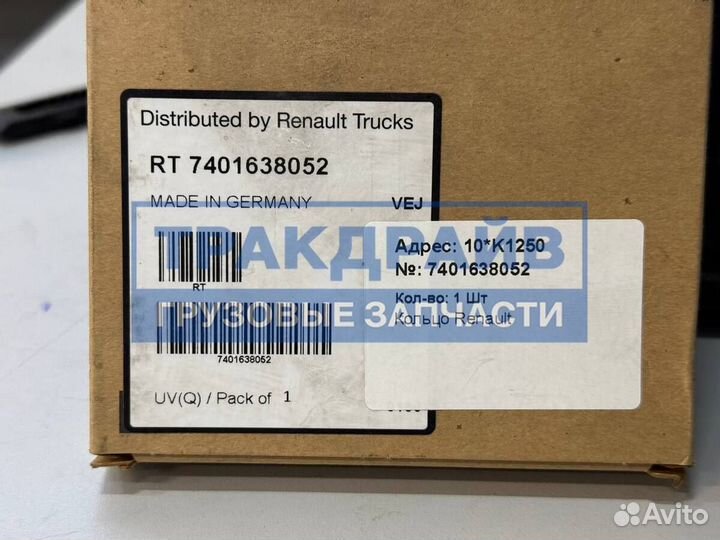 Distributed by Renault Trucks
RT 7401638052
MADE IN GERMANY
VEJ
ТРАКДРАЙВ
ГРУЗОВЫЕ ЗАПЧАСТИ
Адрес: 10*K1250
№: 7401638052
Кол-во: 1 Шт
Кольцо Renault
RT
7401638052
UV(Q) / Pack of 1
Avito